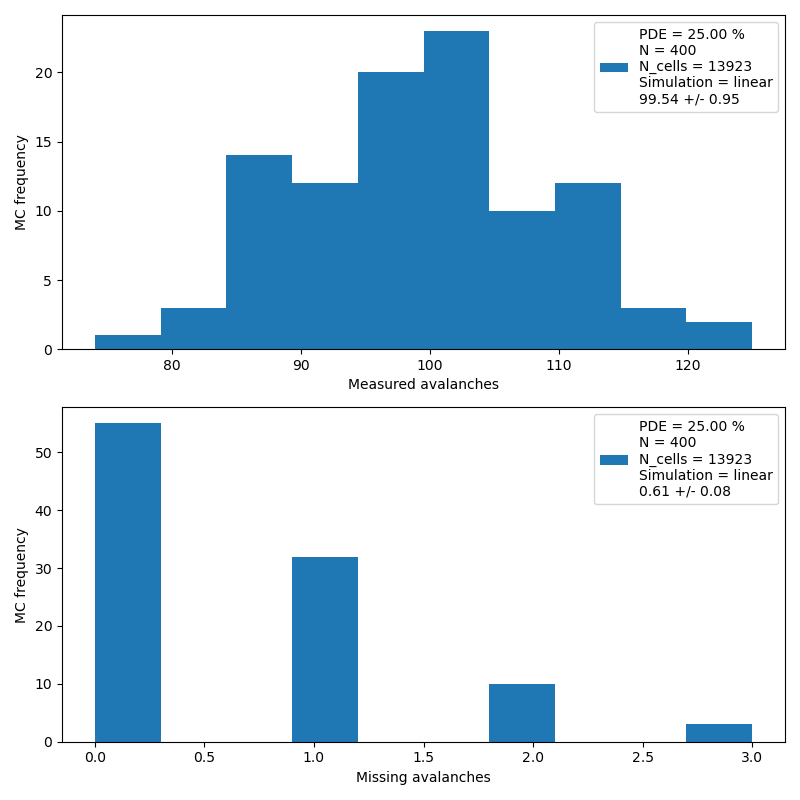 MC frequency
20
15
10
5
0
PDE = 25.00 %
N = 400
N_cells = 13923
Simulation = linear
99.54 +/- 0.95
80
90
100
110
120
Measured avalanches
MC frequency
50
40
30
20
10
0
PDE = 25.00 %
N = 400
N_cells = 13923
Simulation = linear
0.61 +/- 0.08
0.0
0.5
1.0
1.5
2.0
2.5
3.0
Missing avalanches